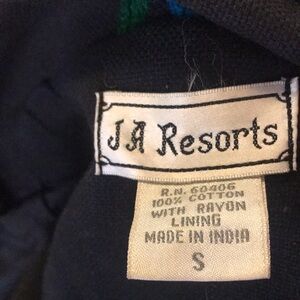 JA Resorts
R.N. 60406
100% COTTON
WITH RAYON
LINING
MADE IN INDIA
S